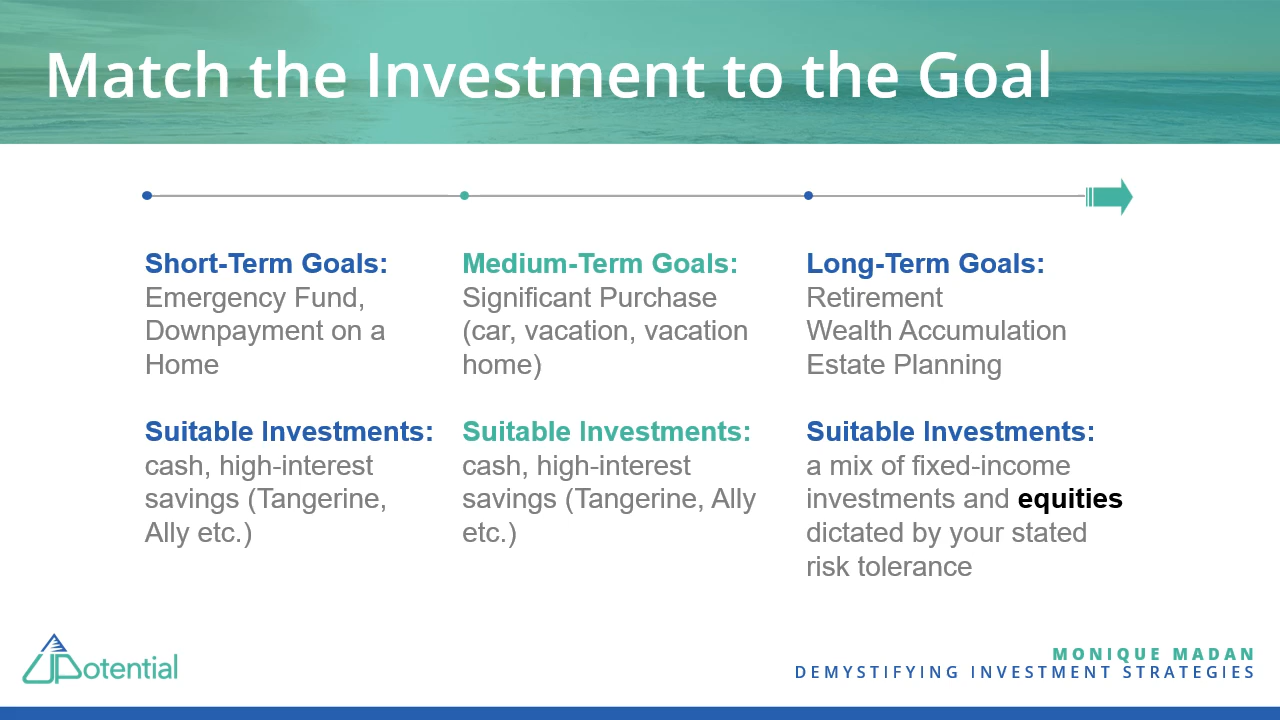 Match the Investment to the Goal
Short-Term Goals:
Emergency Fund,
Downpayment on a
Home
Suitable Investments:
cash, high-interest
savings (Tangerine,
Ally etc.)
Medium-Term Goals:
Significant Purchase
(car, vacation, vacation
home)
Suitable Investments:
cash, high-interest
savings (Tangerine, Ally
etc.)
Long-Term Goals:
Retirement
Wealth Accumulation
Estate Planning
Suitable Investments:
a mix of fixed-income
investments and equities
dictated by your stated
risk tolerance
UPotential
MONIQUE MADAN
DEMYSTIFYING INVESTMENT STRATEGIES